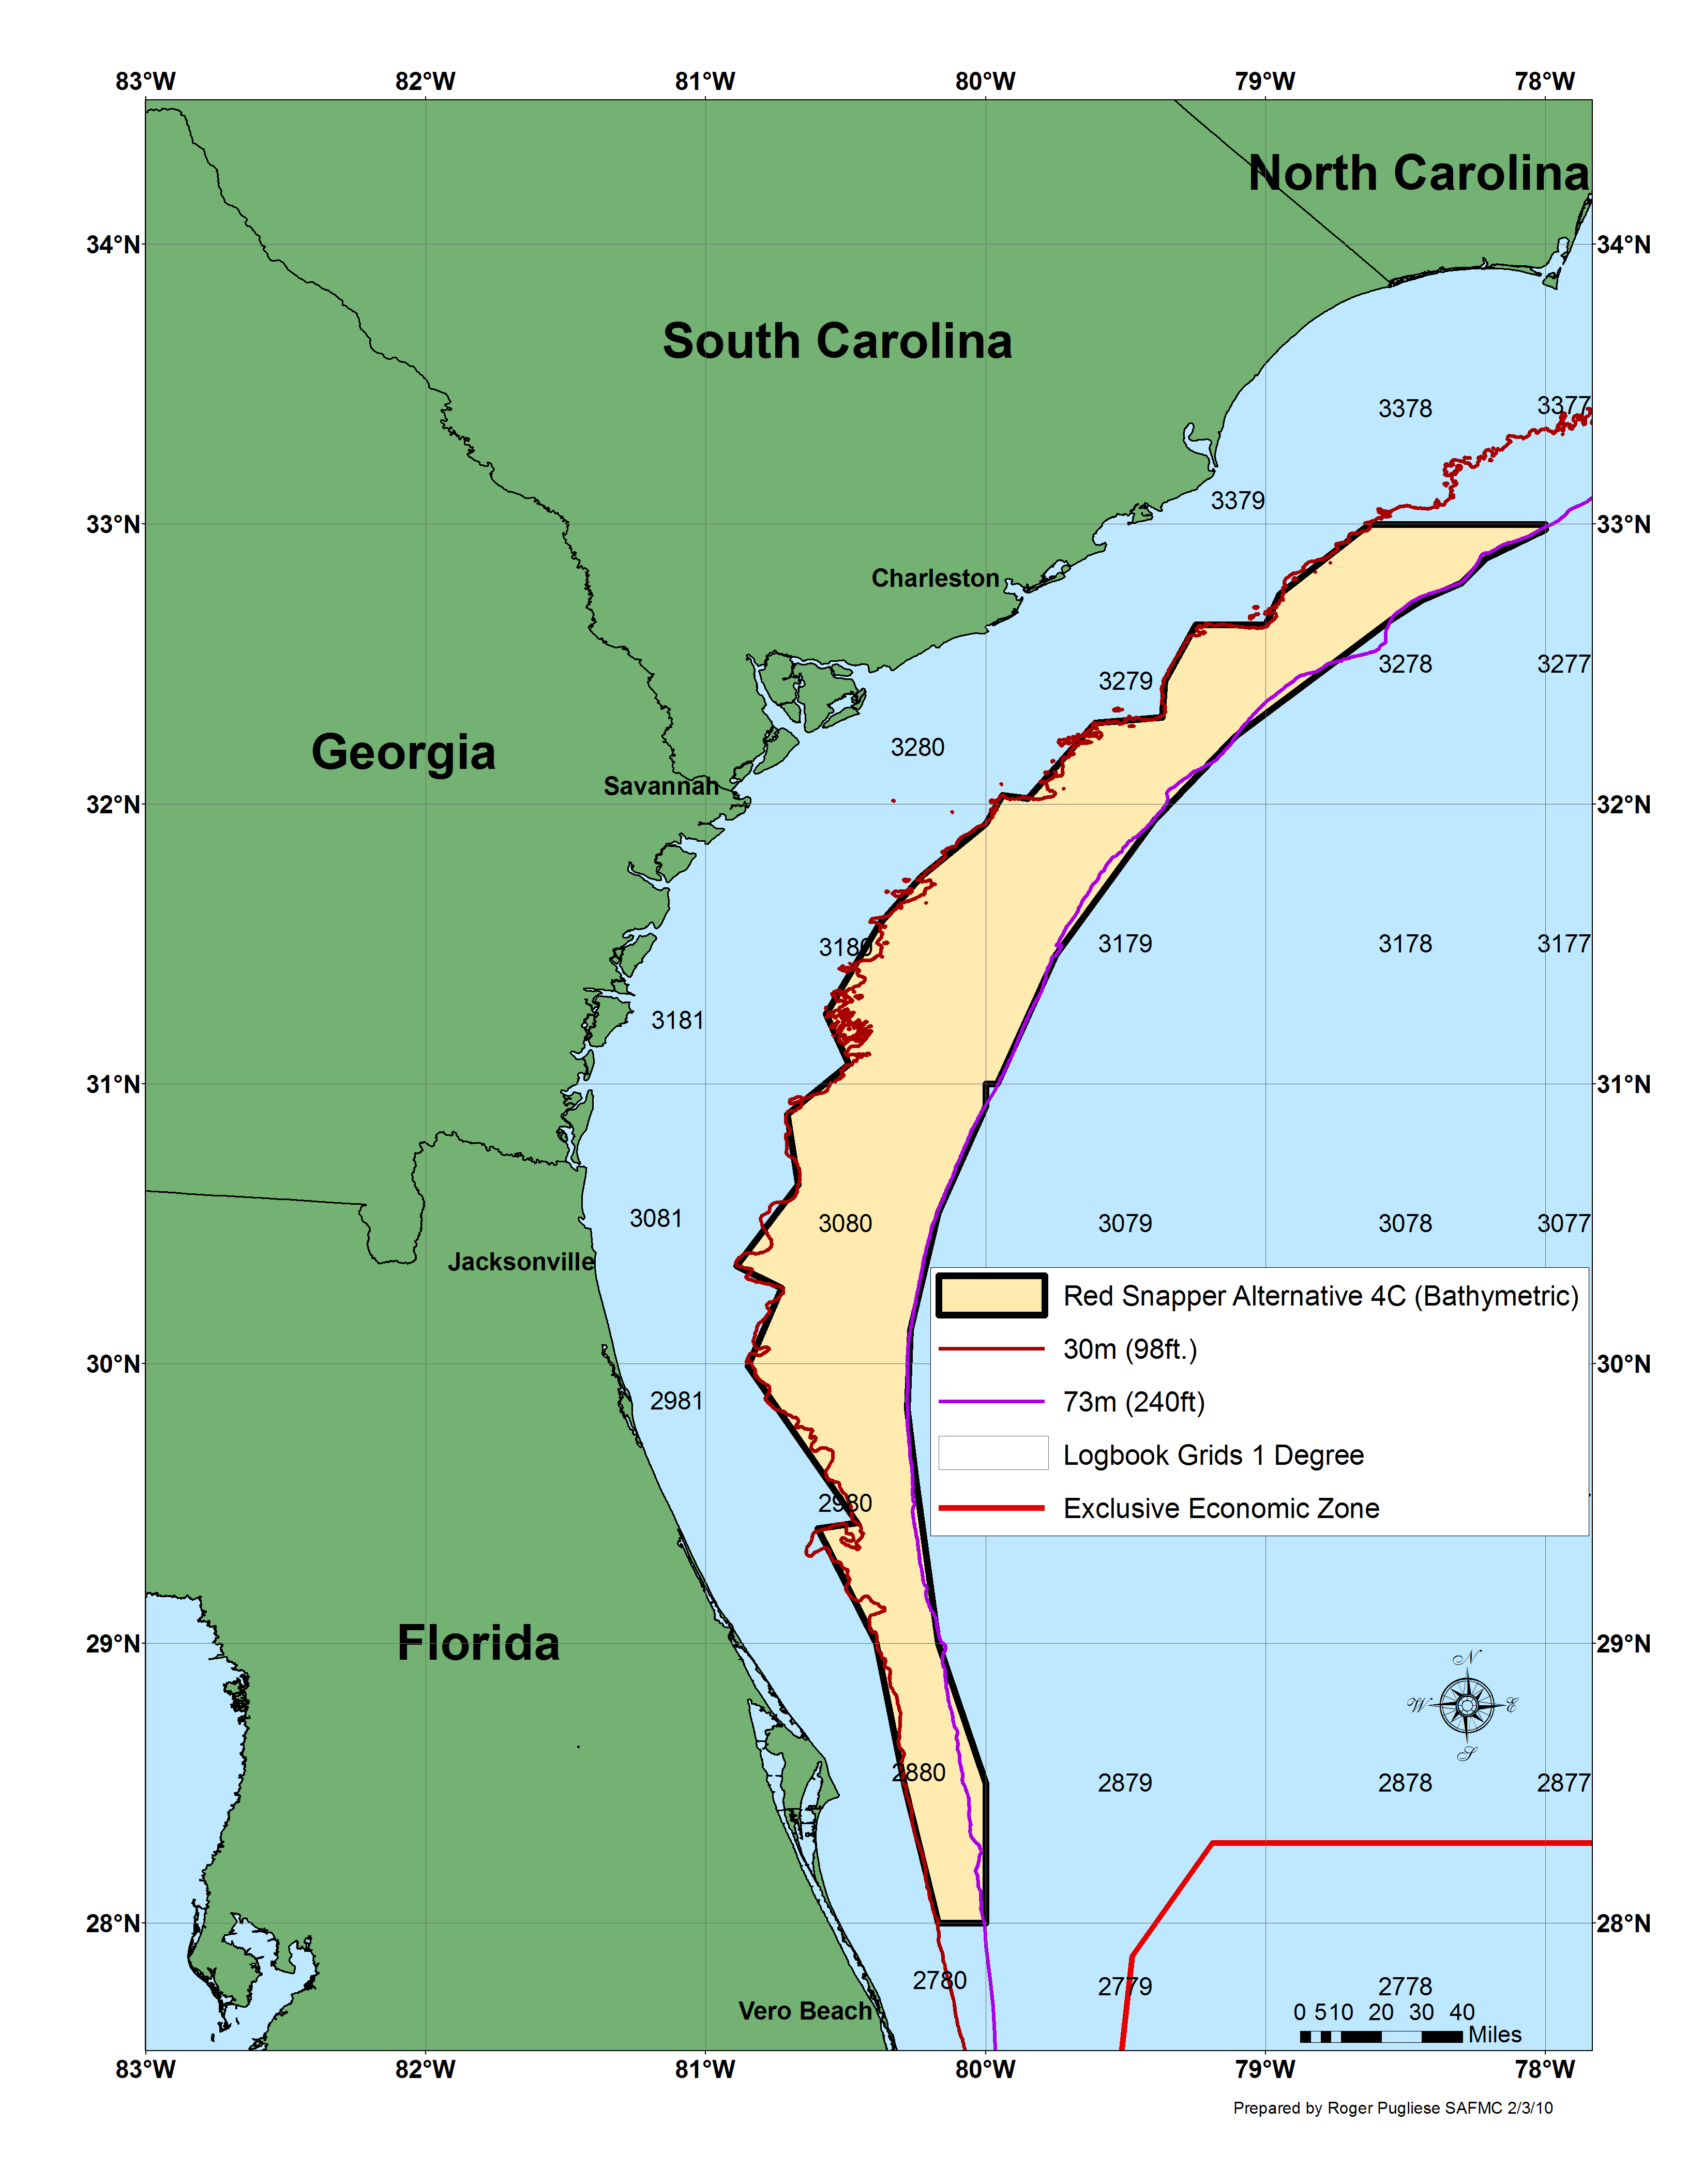 83°W 82°W 81°W 80°W 79°W 78°W
North Carolina
34°N 34°N
South Carolina
3378 3377
3379
33°N 33°N
Charleston
3279 3278 3277
Georgia
3280
Savannah
32°N 32°N
3180 3179 3178 3177
3181
31°N 31°N
3081 3080 3079 3078 3077
Jacksonville
Red Snapper Alternative 4C (Bathymetric)
30m (98ft.)
30°N 30°N
2981
73m (240ft)
Logbook Grids 1 Degree
2980
Exclusive Economic Zone
Florida
29°N 29°N
N
W E
S
2880 2879 2878 2877
28°N 28°N
2780 2779 2778
Vero Beach
0 5 10 20 30 40
Miles
83°W 82°W 81°W 80°W 79°W 78°W
Prepared by Roger Pugliese SAFMC 2/3/10